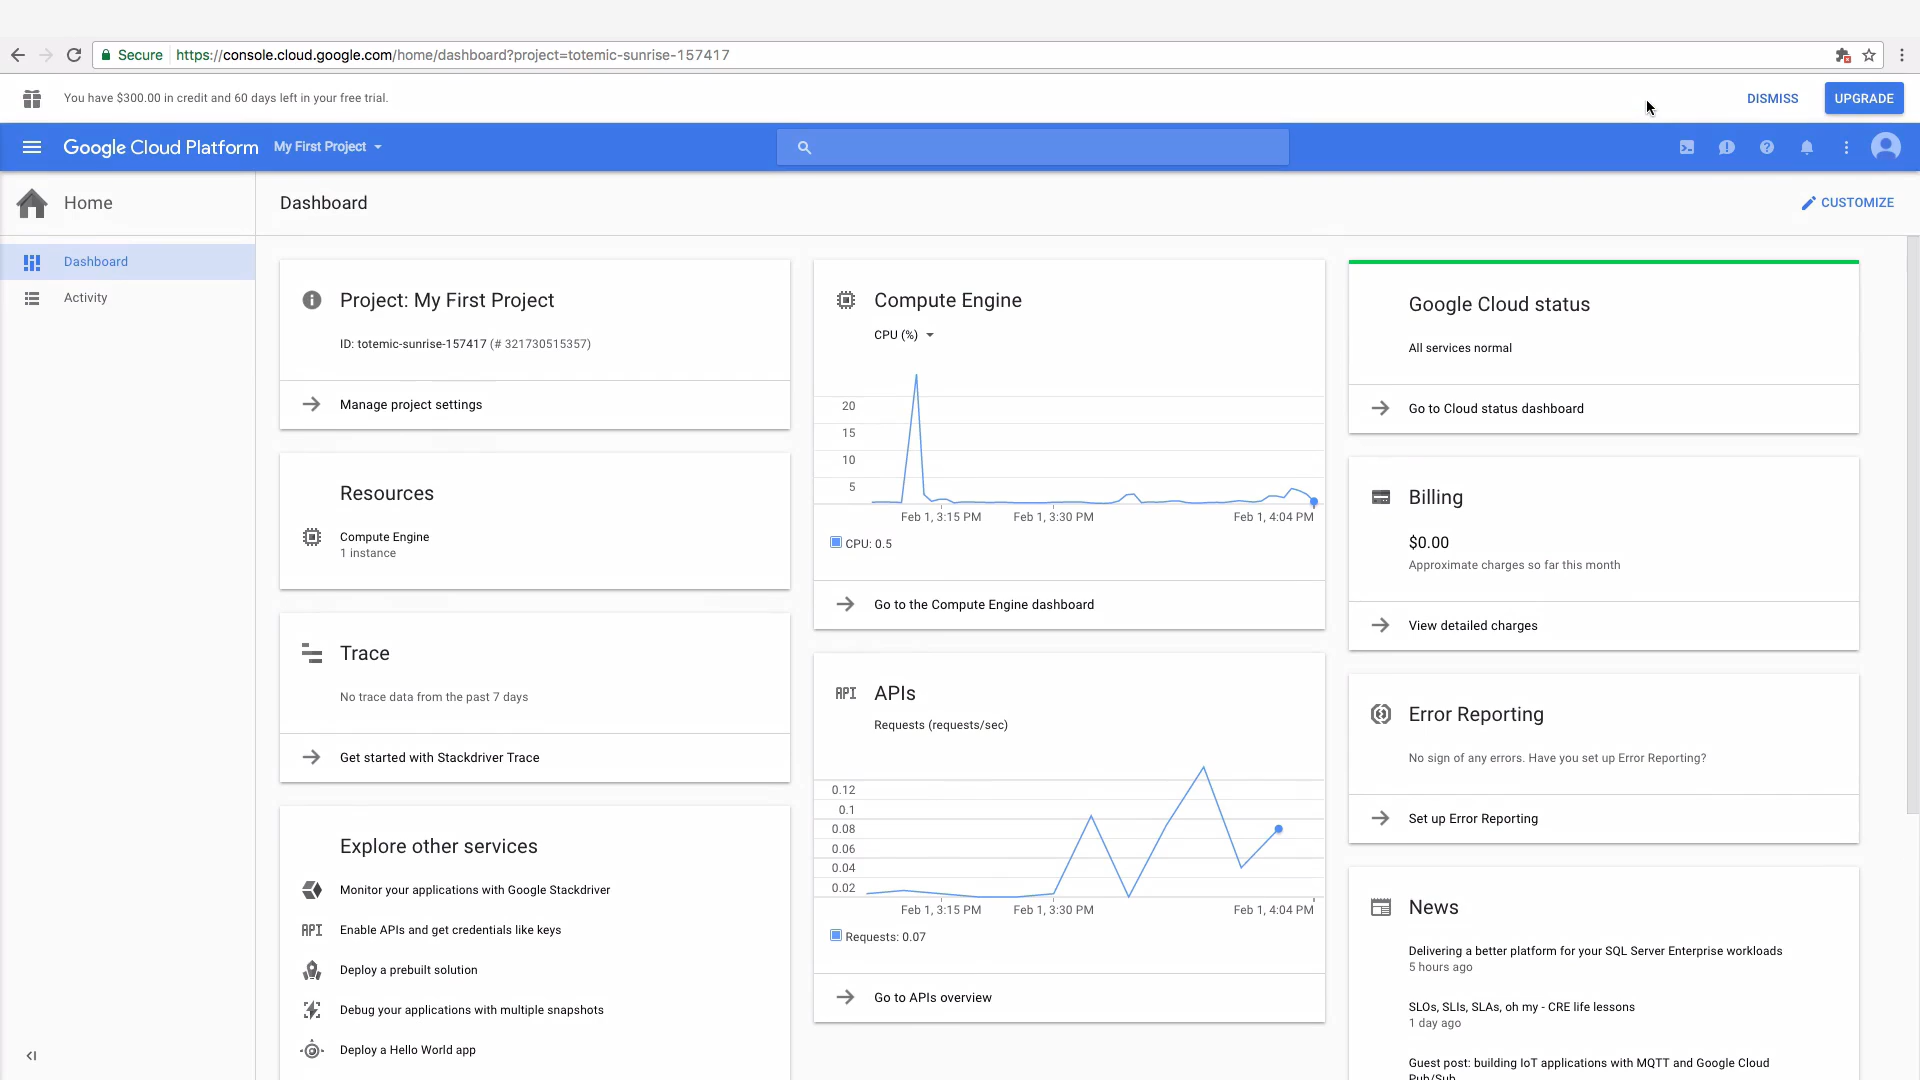 Secure https://console.cloud.google.com/home/dashboard?project=totemic-sunrise-157417
You have $300.00 in credit and 60 days left in your free trial.
DISMISS
UPGRADE
Google Cloud Platform
My First Project
Home
Dashboard
CUSTOMIZE
Dashboard
Activity
Project: My First Project
ID: totemic-sunrise-157417 (# 321730515357)
Manage project settings
Resources
Compute Engine
1 instance
Trace
No trace data from the past 7 days
Get started with Stackdriver Trace
Explore other services
Monitor your applications with Google Stackdriver
API Enable APIs and get credentials like keys
Deploy a prebuilt solution
Debug your applications with multiple snapshots
Deploy a Hello World app
Compute Engine
CPU (%)
20
15
10
5
Feb 1, 3:15 PM
Feb 1, 3:30 PM
Feb 1, 4:04 PM
CPU: 0.5
Go to the Compute Engine dashboard
API APIs
Requests (requests/sec)
0.12
0.1
0.08
0.06
0.04
0.02
Feb 1, 3:15 PM
Feb 1, 3:30 PM
Feb 1, 4:04 PM
Requests: 0.07
Go to APIs overview
Google Cloud status
All services normal
Go to Cloud status dashboard
Billing
$0.00
Approximate charges so far this month
View detailed charges
Error Reporting
No sign of any errors. Have you set up Error Reporting?
Set up Error Reporting
News
Delivering a better platform for your SQL Server Enterprise workloads
5 hours ago
SLOs, SLIs, SLAs, oh my - CRE life lessons
1 day ago
Guest post: building IoT applications with MQTT and Google Cloud
Pub/Sub